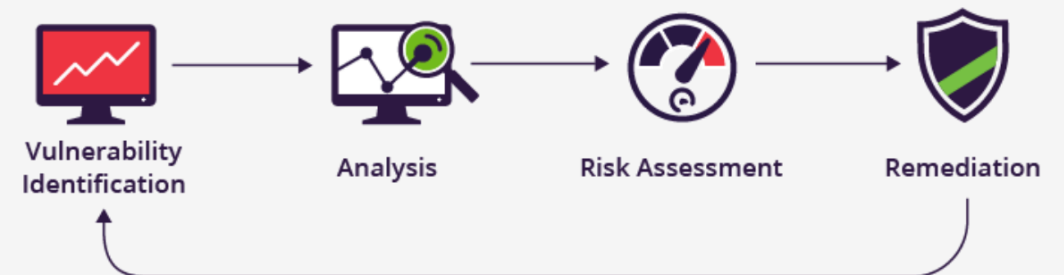 Vulnerability
Identification
Analysis
Risk Assessment
Remediation